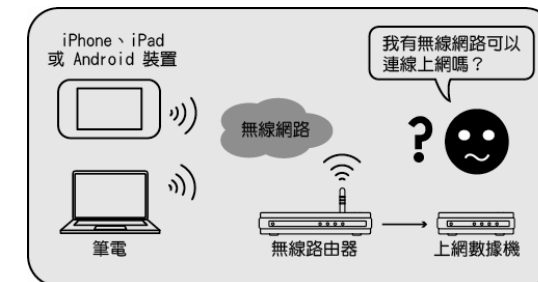 iPhone、iPad
或 Android 裝置
我有無線網路可以
連線上網嗎？
無線網路
?
筆電
無線路由器
上網數據機